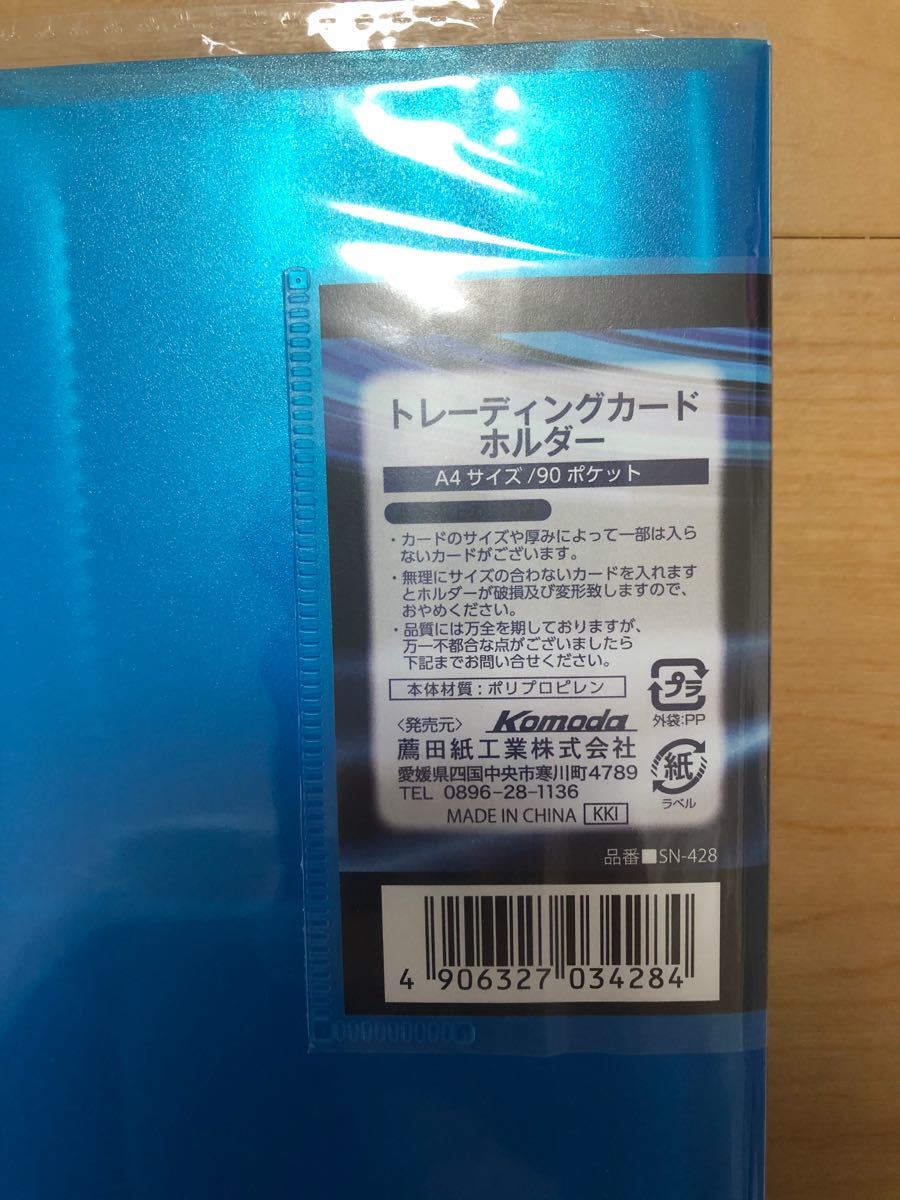 トレーディングカード
ホルダー
A4サイズ/90ポケット
・カードのサイズや厚みによって一部は入ら
ないカードがございます。
・無理にサイズの合わないカードを入れます
とホルダーが破損及び変形致しますので、
おやめください。
・品質には万全を期しておりますが、
万一不都合な点がございましたら
下記までお問い合せください。
本体材質：ポリプロピレン
プラ
外袋:PP
〈発売元〉 Komoda
薦田紙工業株式会社
愛媛県四国中央市寒川町4789
TEL 0896-28-1136
MADE IN CHINA KKI
紙
ラベル
品番■SN-428
4 906327 034284